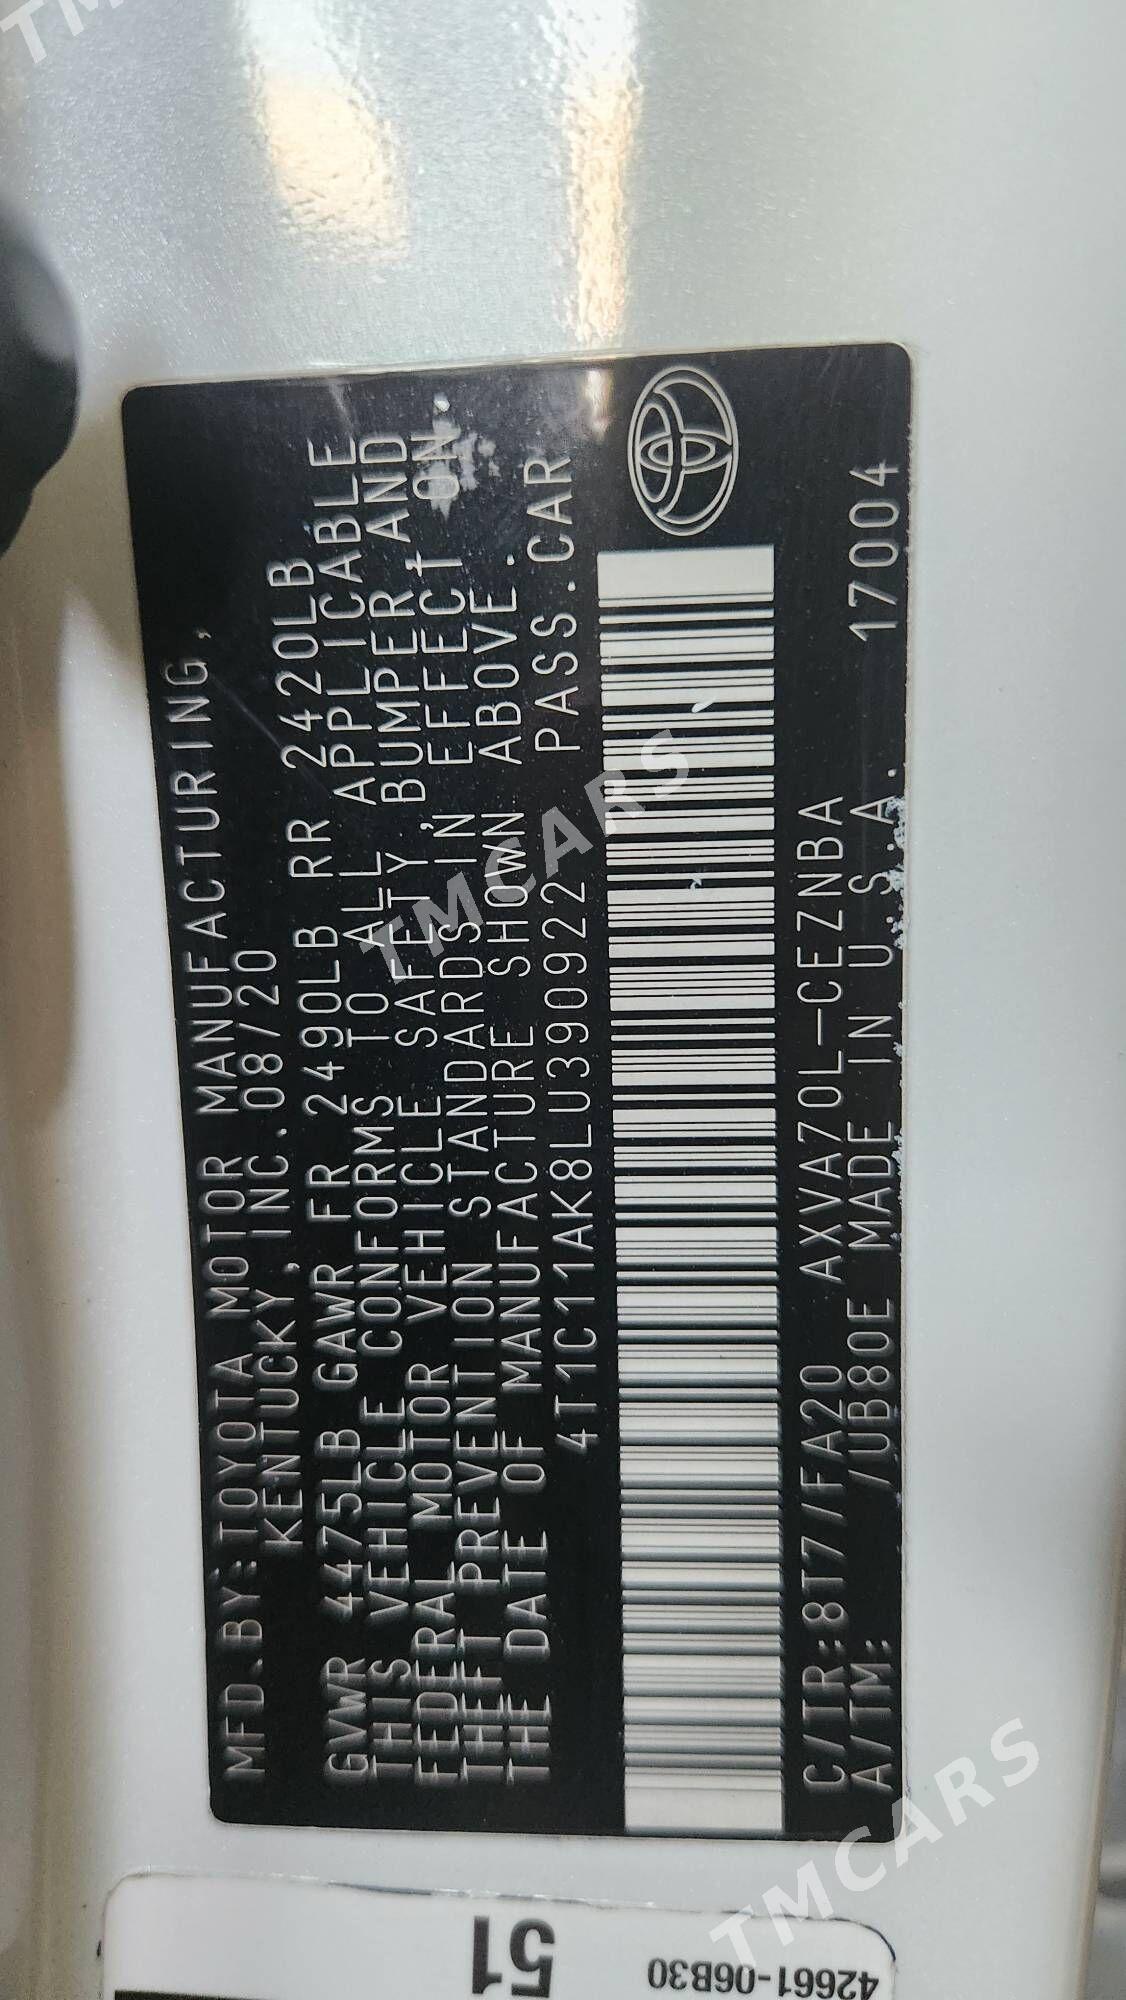 MFD.BY:TOYOTA MOTOR MANUFACTURING,
KENTUCKY, INC. 08/20
GVWR 4475LB GAWR FR 2490LB RR 2420LB
THIS VEHICLE CONFORMS TO ALL APPLICABLE
FEDERAL MOTOR VEHICLE SAFETY, BUMPER AND
THEFT PREVENTION STANDARDS IN EFFECT ON
THE DATE OF MANUFACTURE SHOWN ABOVE.
4T1C11AK8LU390922 PASS.CAR
C/TR:8T7/FA20 AXVA70L-CEZNBA 17004
A/TM: /UB80E MADE IN U.S.A.
51
42661-06B30
TMCARS
TMCARS
TM